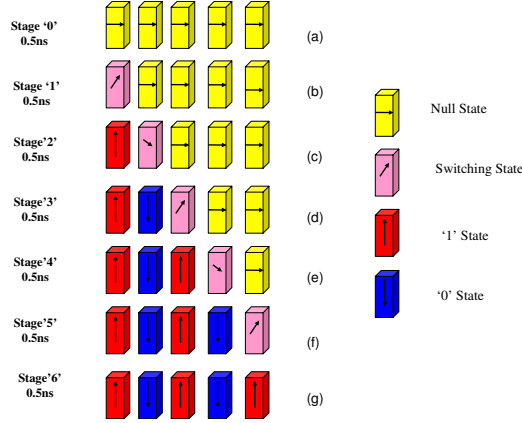 Stage '0'
0.5ns
(a)
Stage '1'
0.5ns
(b)
Stage'2'
0.5ns
(c)
Stage'3'
0.5ns
(d)
Stage'4'
0.5ns
(e)
Stage'5'
0.5ns
(f)
Stage'6'
0.5ns
(g)
Null State
Switching State
'1' State
'0' State